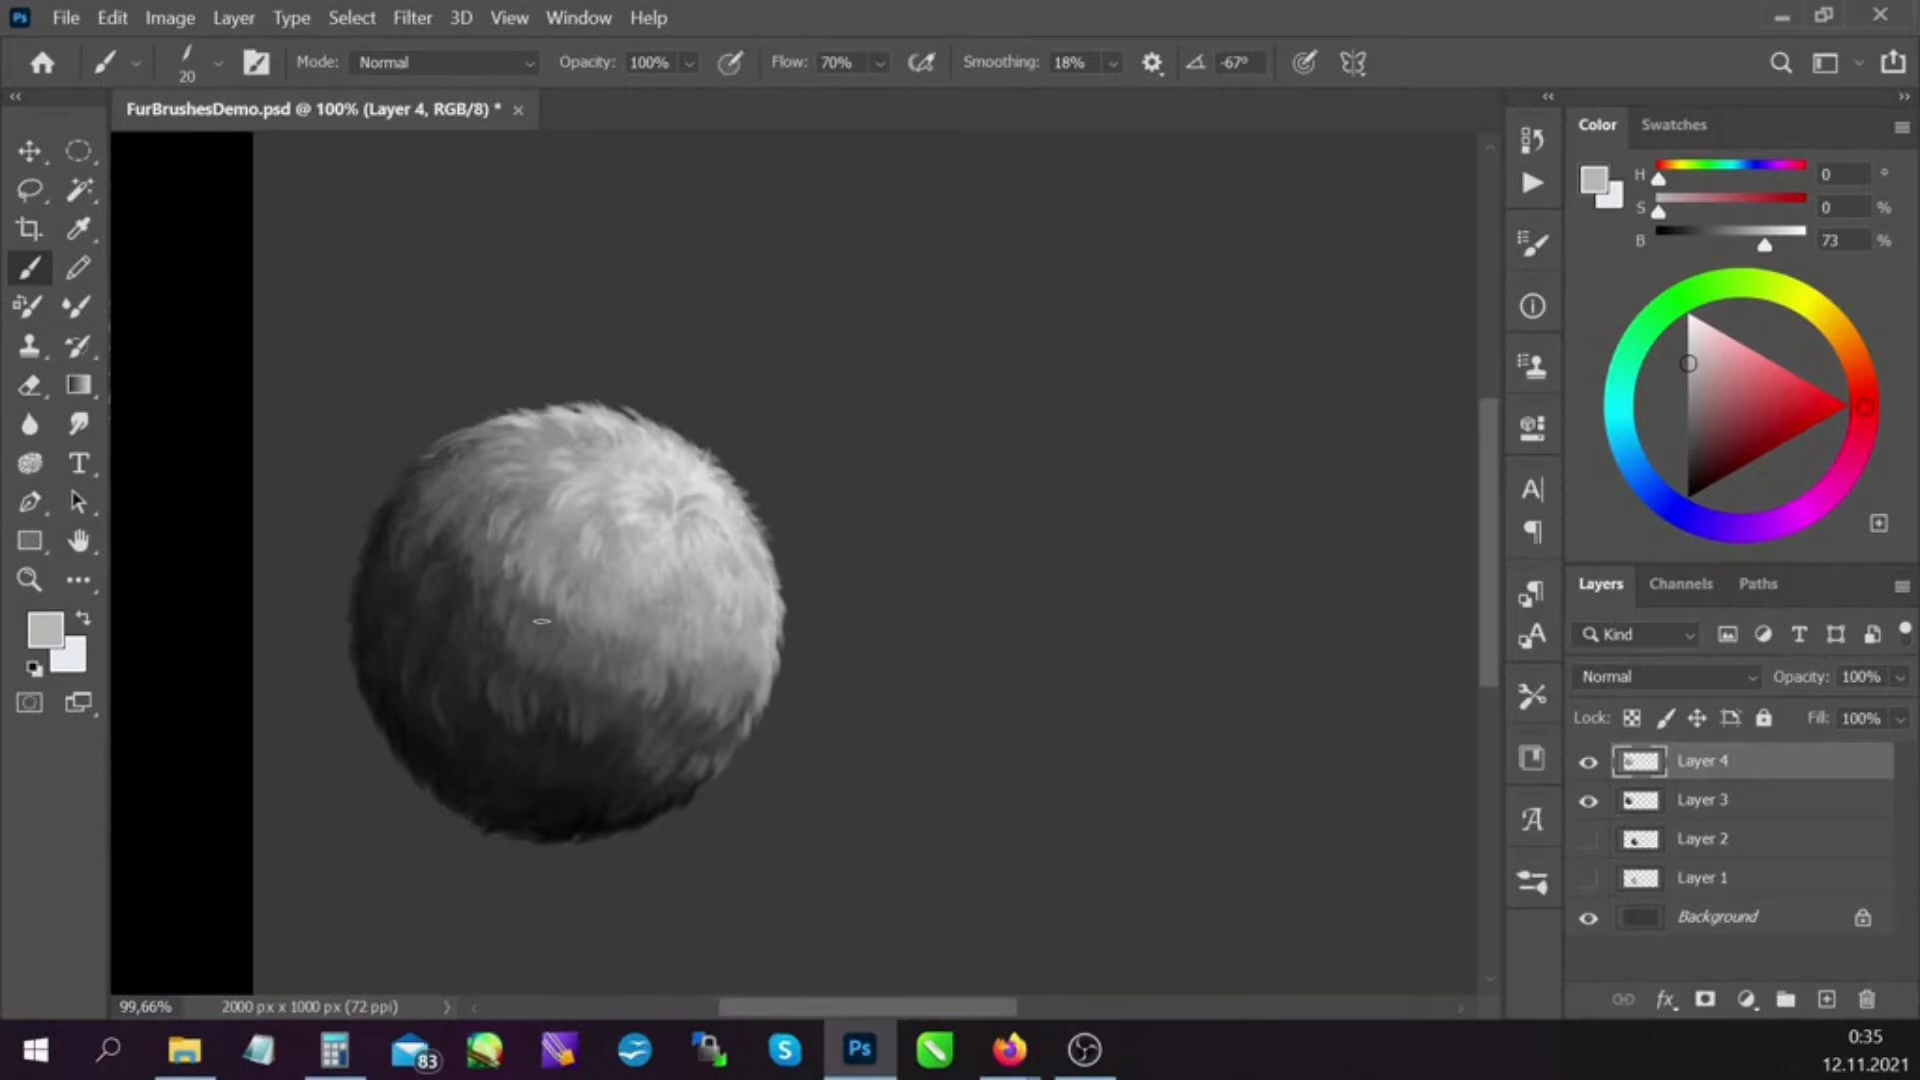 Ps File Edit Image Layer Type Select Filter 3D View Window Help
20 Mode: Normal Opacity: 100% Flow: 70% Smoothing: 18% -67°
FurBrushesDemo.psd @ 100% (Layer 4, RGB/8) * ×
Color Swatches
H 0 °
S 0 %
B 73 %
Layers Channels Paths
Kind
Normal Opacity: 100%
Lock: Fill: 100%
Layer 4
Layer 3
Layer 2
Layer 1
Background
99,66% 2000 px x 1000 px (72 ppi)
83 S Ps
0:35
12.11.2021